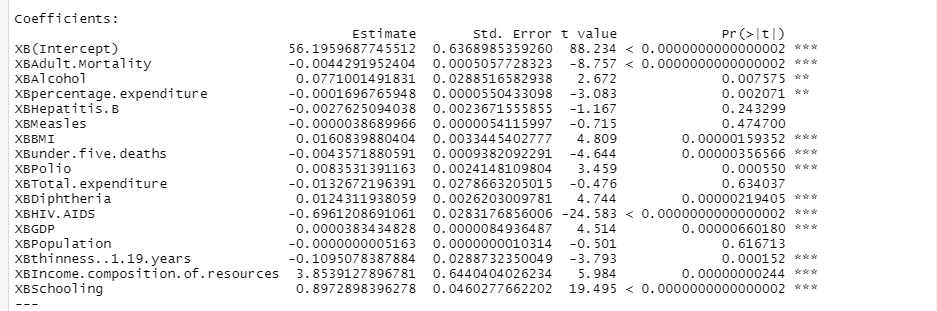 Coefficients:
Estimate Std. Error t value Pr(>|t|)
XB(Intercept) 56.1959687745512 0.6368985359260 88.234 < 0.0000000000000002 ***
XBAdult.Mortality -0.0044291952404 0.0005057728323 -8.757 < 0.0000000000000002 ***
XBAlcohol 0.0771001491831 0.0288516582938 2.672 0.007575 **
XBpercentage.expenditure -0.0001696765948 0.0000550433098 -3.083 0.002071 **
XBHepatitis.B -0.0027625094038 0.0023671555855 -1.167 0.243299
XBMeasles -0.0000038689966 0.0000054115997 -0.715 0.474700
XBBMI 0.0160839880404 0.0033445402777 4.809 0.00000159352 ***
XBunder.five.deaths -0.0043571880591 0.0009382092291 -4.644 0.00000356566 ***
XBPolio 0.0083531391163 0.0024148109804 3.459 0.000550 ***
XBTotal.expenditure -0.0132672196391 0.0278663205015 -0.476 0.634037
XBDiphtheria 0.0124311938059 0.0026203009781 4.744 0.00000219405 ***
XBHIV.AIDS -0.6961208691061 0.0283176856006 -24.583 < 0.0000000000000002 ***
XBGDP 0.0000383434828 0.0000084936487 4.514 0.00000660180 ***
XBPopulation -0.0000000005163 0.0000000010314 -0.501 0.616713
XBthinness..1.19.years -0.1095078387884 0.0288732350049 -3.793 0.000152 ***
XBIncome.composition.of.resources 3.8539127896781 0.6440404026234 5.984 0.00000000244 ***
XBSchooling 0.8972898396278 0.0460277662202 19.495 < 0.0000000000000002 ***
---